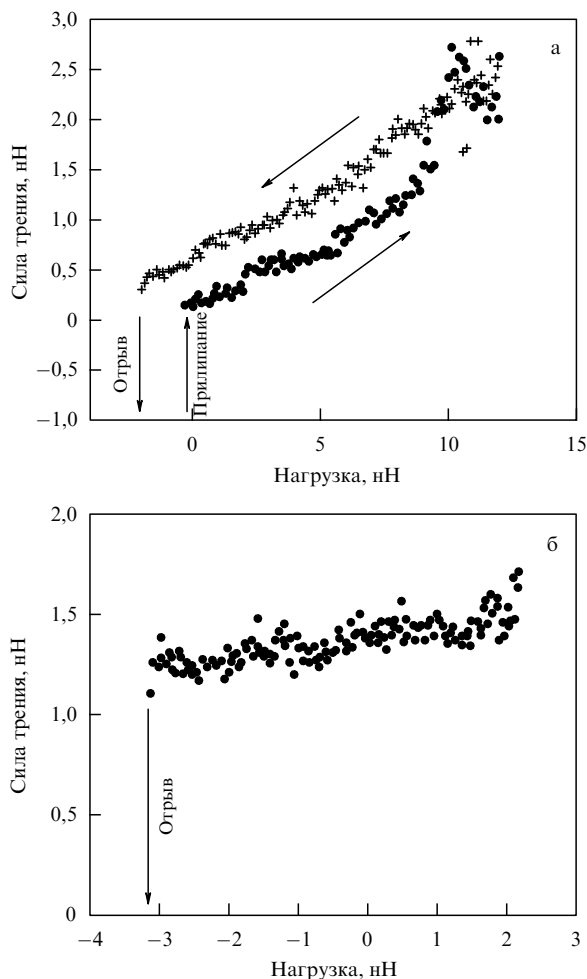 3,0
а
2,5
2,0
1,5
1,0
0,5
0
−0,5
−1,0
Сила трения, нН
Отрыв
Прилипание
0
5
10
15
Нагрузка, нН
2,0
б
1,5
1,0
0,5
0
Сила трения, нН
Отрыв
−4
−3
−2
−1
0
1
2
3
Нагрузка, нН